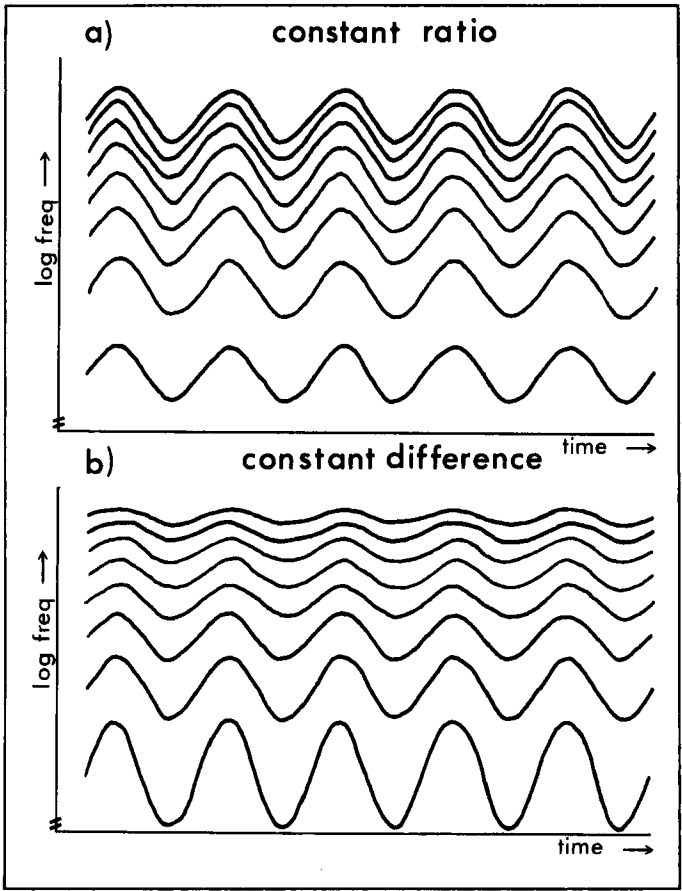 a) constant ratio
log freq →
time →
b) constant difference
log freq →
time →